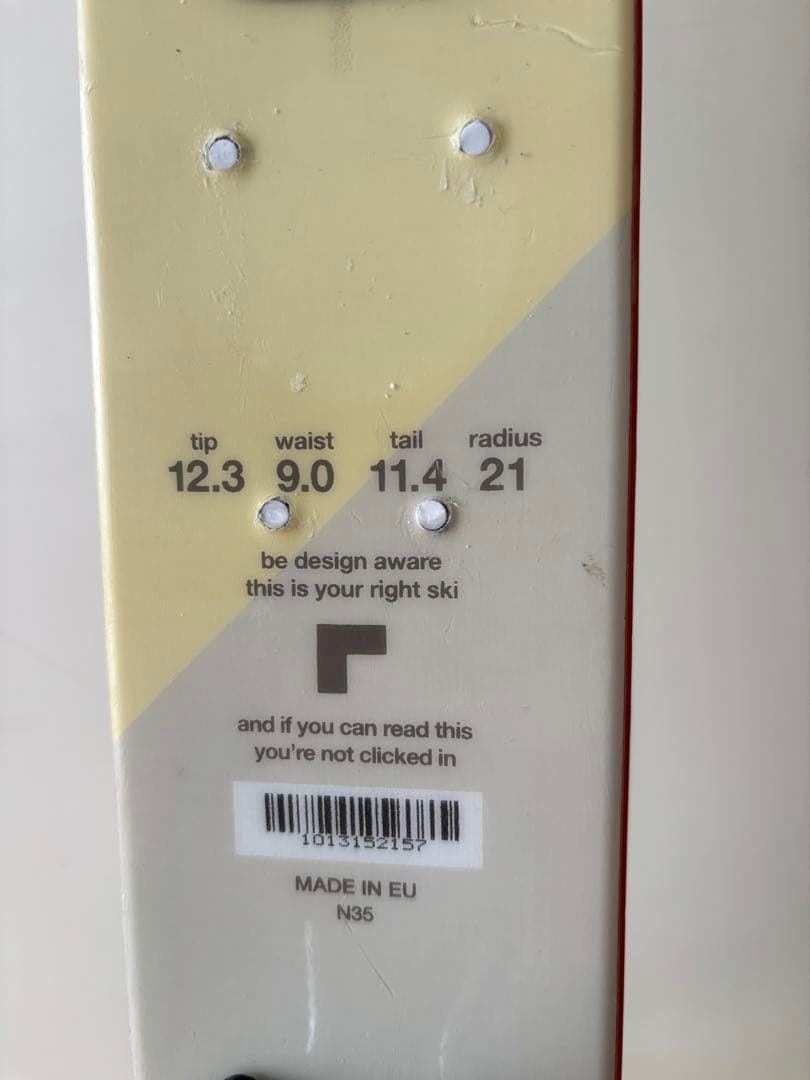 tip waist tail radius
12.3 9.0 11.4 21
be design aware
this is your right ski
r
and if you can read this
you're not clicked in
1013152157
MADE IN EU
N35